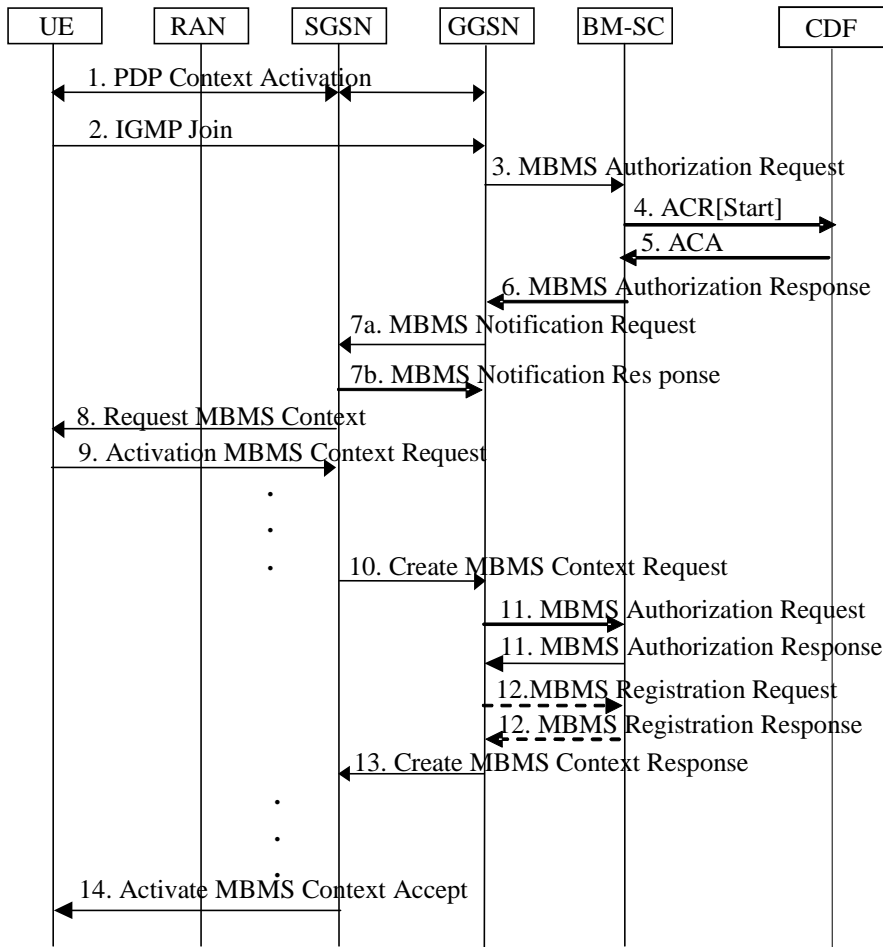 UE RAN SGSN GGSN BM-SC CDF
1. PDP Context Activation
2. IGMP Join
3. MBMS Authorization Request
4. ACR[Start]
5. ACA
6. MBMS Authorization Response
7a. MBMS Notification Request
7b. MBMS Notification Res ponse
8. Request MBMS Context
9. Activation MBMS Context Request
10. Create MBMS Context Request
11. MBMS Authorization Request
11. MBMS Authorization Response
12.MBMS Registration Request
12. MBMS Registration Response
13. Create MBMS Context Response
14. Activate MBMS Context Accept